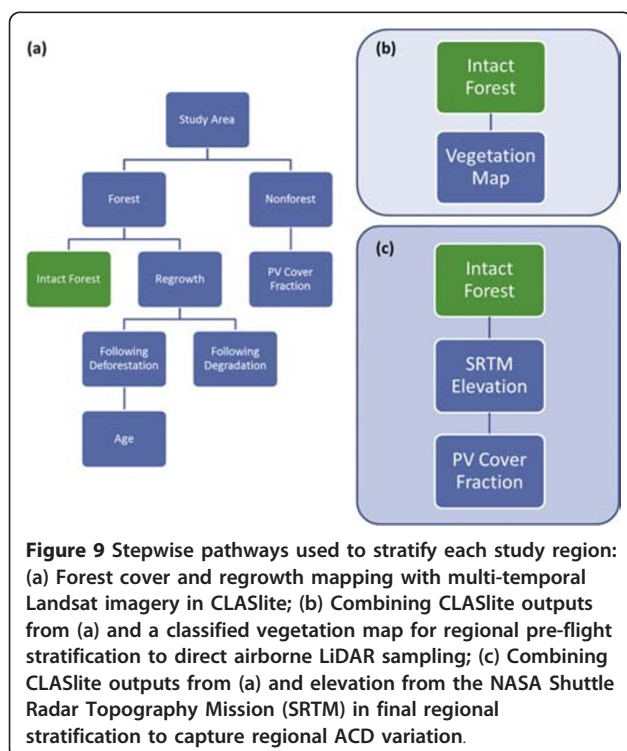 (a)
Study Area
Forest
Nonforest
Intact Forest
Regrowth
PV Cover
Fraction
Following
Deforestation
Following
Degradation
Age
(b)
Intact
Forest
Vegetation
Map
(c)
Intact
Forest
SRTM
Elevation
PV Cover
Fraction
Figure 9 Stepwise pathways used to stratify each study region:
(a) Forest cover and regrowth mapping with multi-temporal
Landsat imagery in CLASlite; (b) Combining CLASlite outputs
from (a) and a classified vegetation map for regional pre-flight
stratification to direct airborne LiDAR sampling; (c) Combining
CLASlite outputs from (a) and elevation from the NASA Shuttle
Radar Topography Mission (SRTM) in final regional
stratification to capture regional ACD variation.